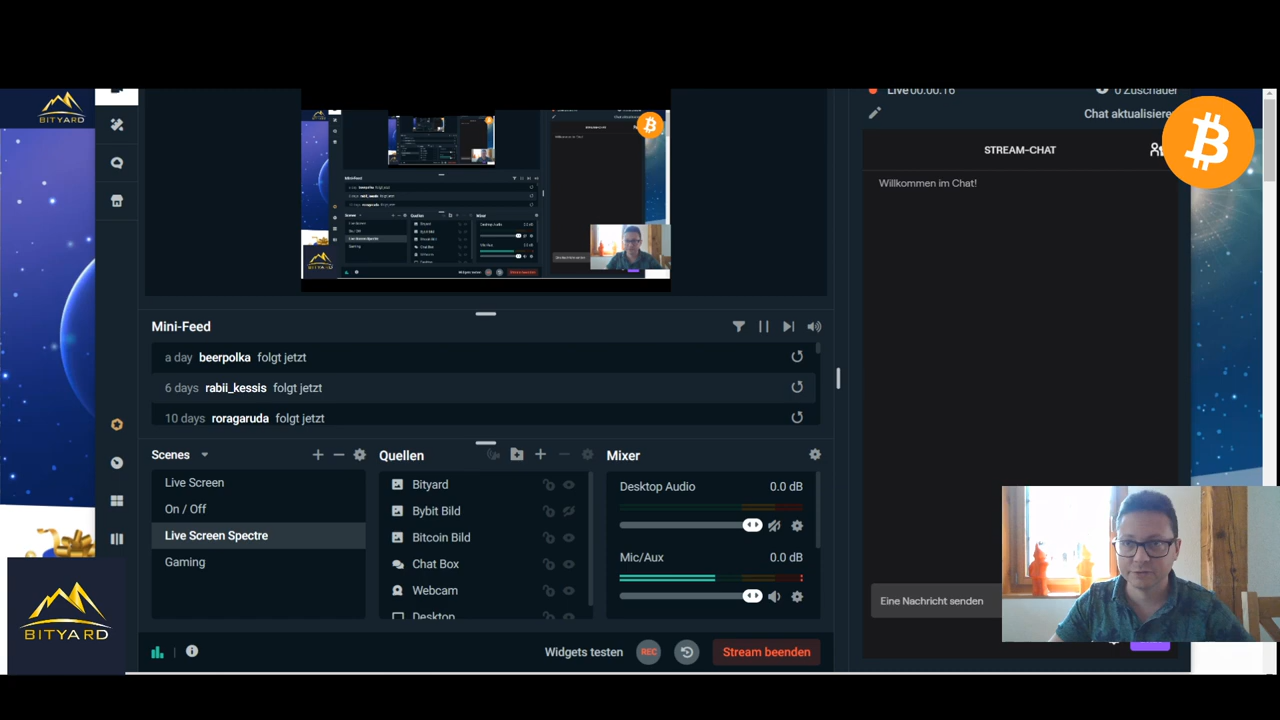 BITYARD
Live 00:00:16
0 Zuschauer
Chat aktualisieren
STREAM-CHAT
Willkommen im Chat!
Mini-Feed
a day beerpolka folgt jetzt
6 days rabii_kessis folgt jetzt
10 days roragaruda folgt jetzt
Scenes
Live Screen
On / Off
Live Screen Spectre
Gaming
Quellen
Bityard
Bybit Bild
Bitcoin Bild
Chat Box
Webcam
Desktop
Mixer
Desktop Audio 0.0 dB
Mic/Aux 0.0 dB
Eine Nachricht senden
BITYARD
Widgets testen
REC
Stream beenden